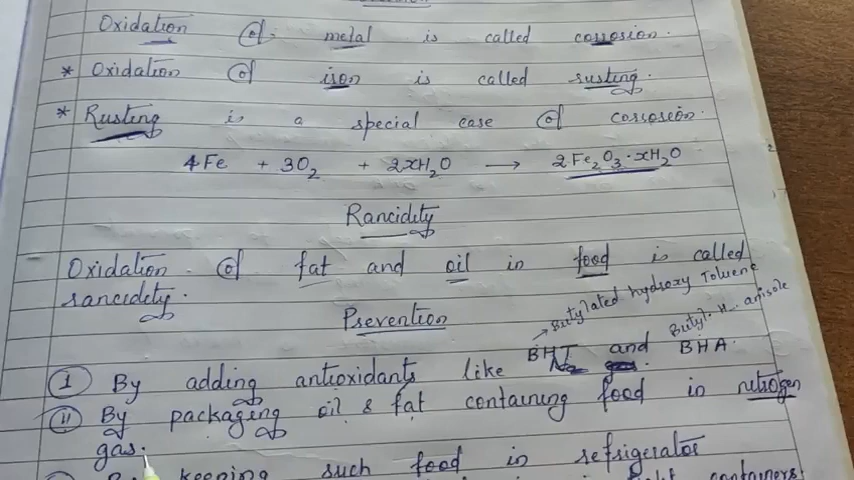 Oxidation of metal is called corrosion.
* Oxidation of iron is called rusting.
* Rusting is a special case of corrosion.
4Fe + 3O2 + 2xH2O → 2Fe2O3·xH2O
Rancidity
Oxidation of fat and oil in food is called
rancidity.
Prevention
→ Butylated hydroxy Toluene
Butyl. H. anisole
I By adding antioxidants like BHT and BHA.
II By packaging oil & fat containing food in nitrogen
gas.
keeping such food in refrigerator
containers